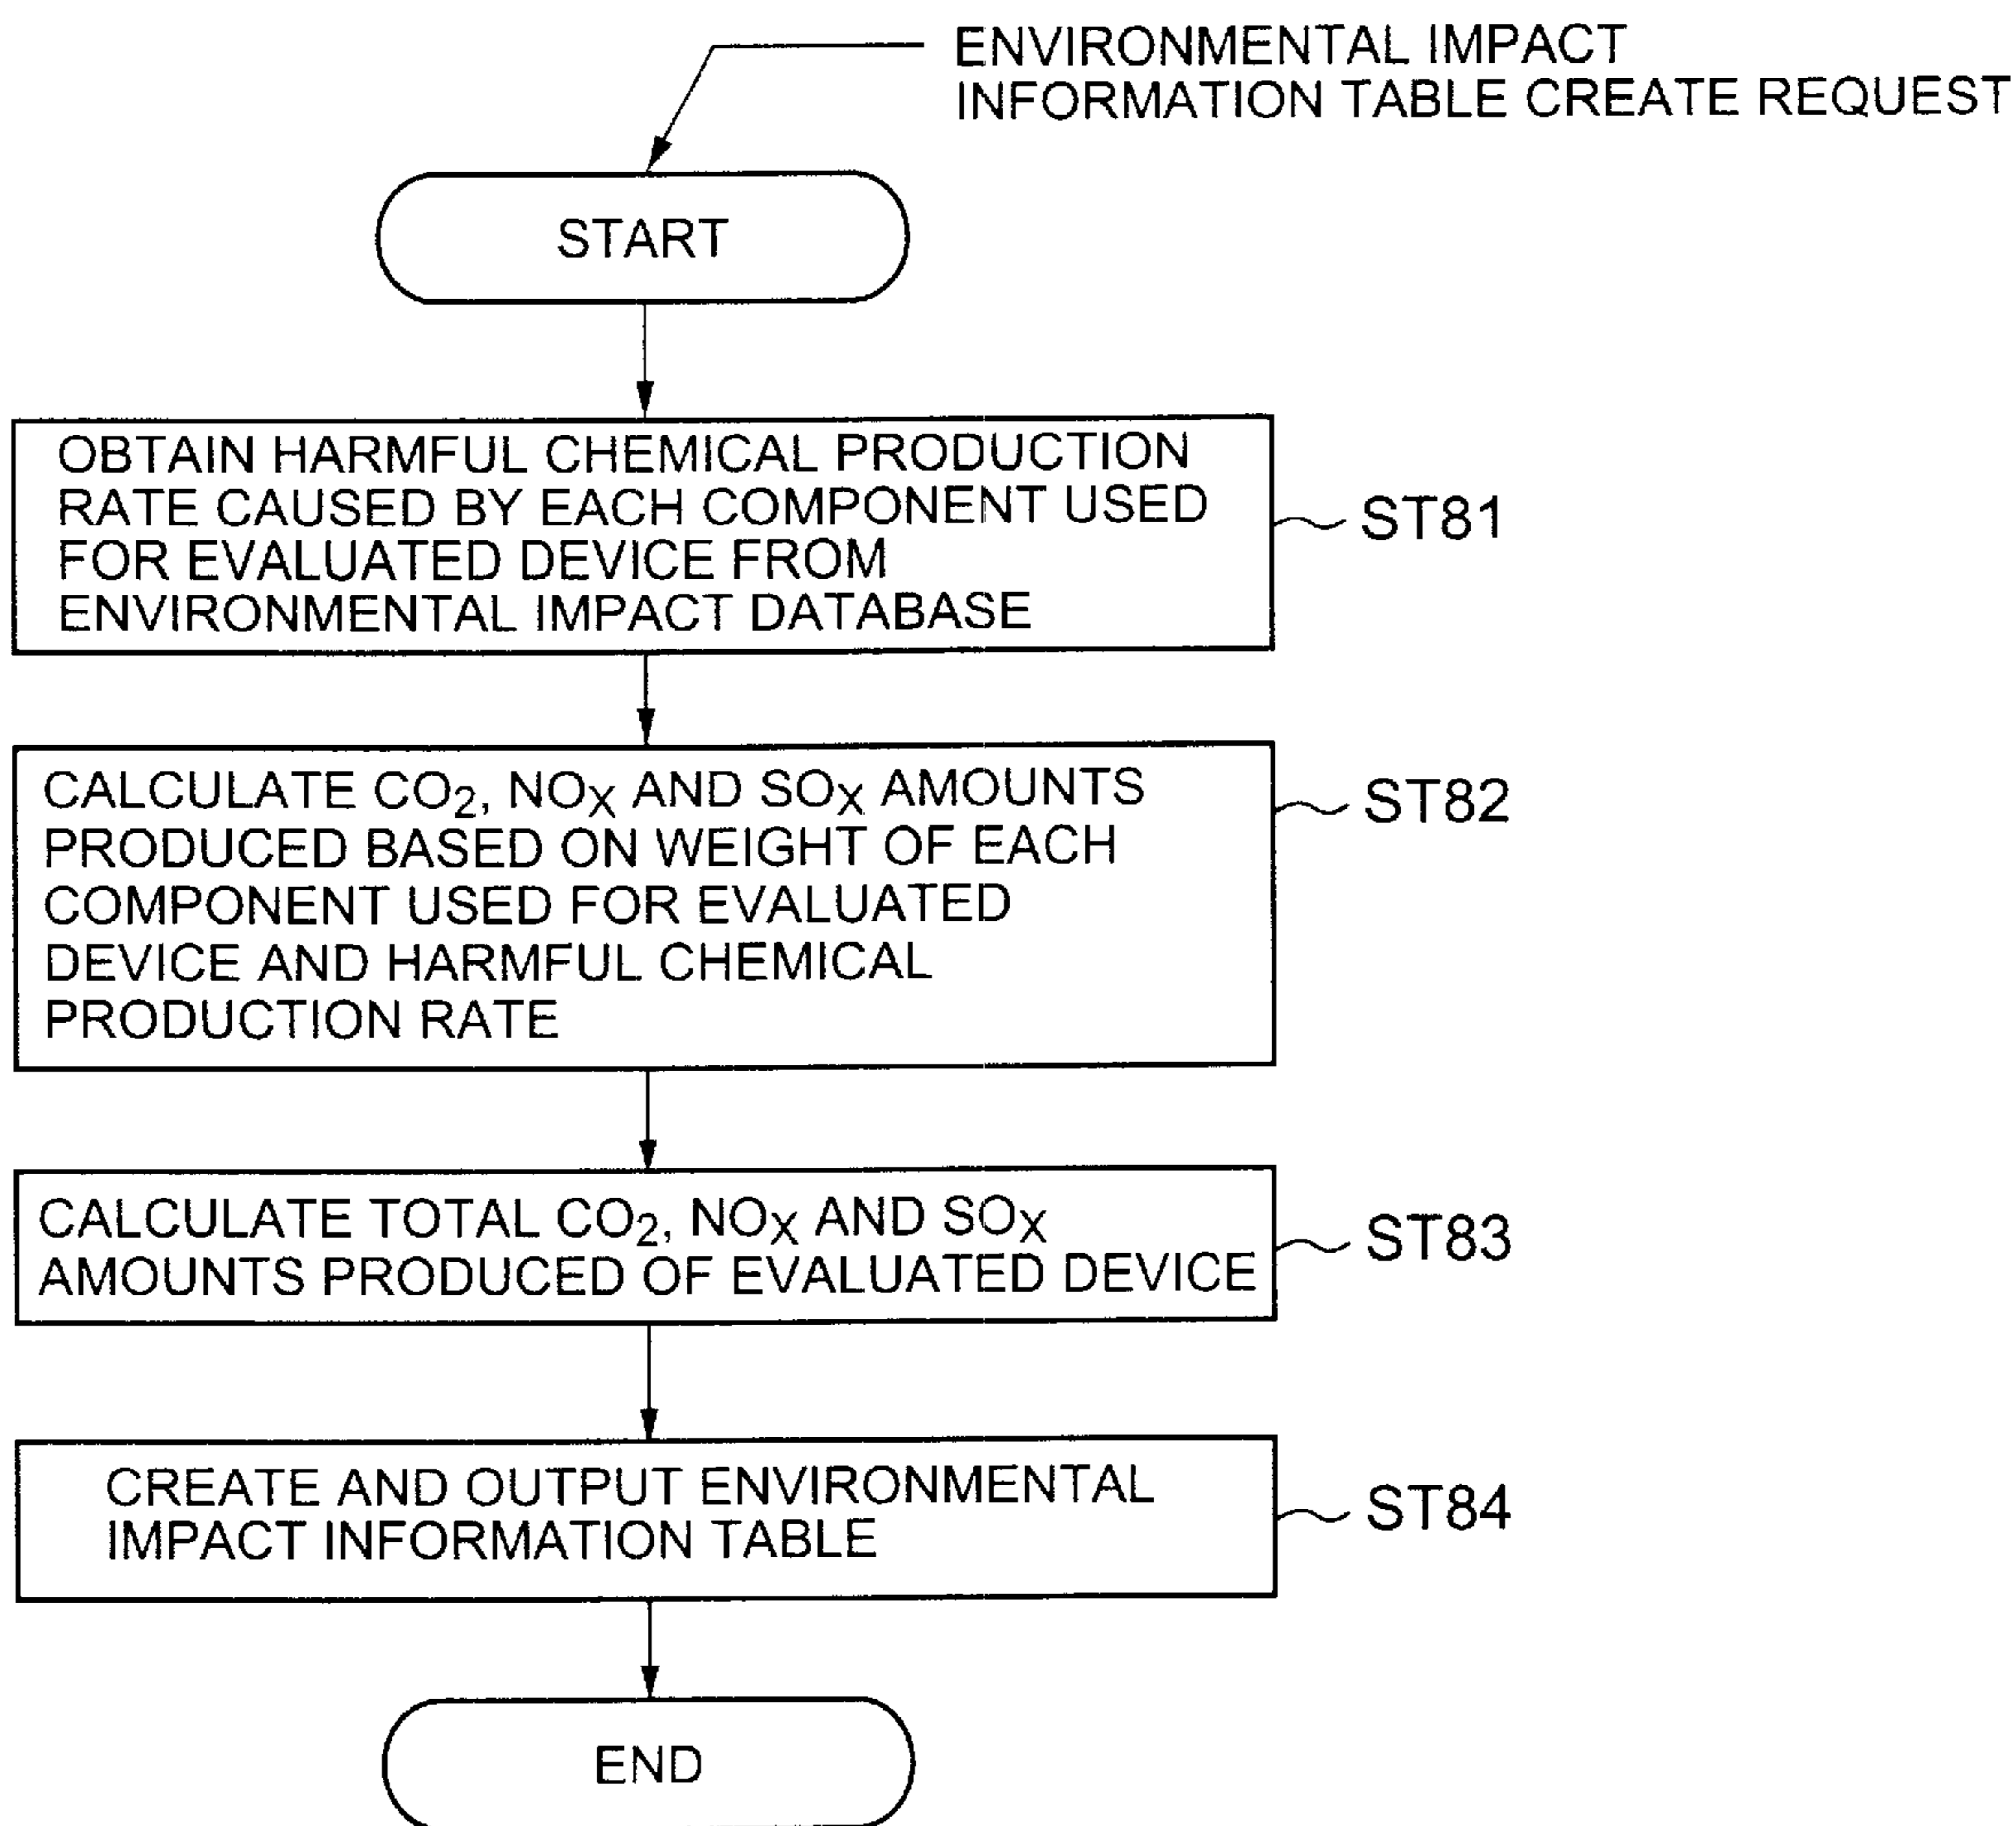 ENVIRONMENTAL IMPACT
INFORMATION TABLE CREATE REQUEST
START
OBTAIN HARMFUL CHEMICAL PRODUCTION
RATE CAUSED BY EACH COMPONENT USED
FOR EVALUATED DEVICE FROM
ENVIRONMENTAL IMPACT DATABASE
ST81
CALCULATE CO₂, NOX AND SOX AMOUNTS
PRODUCED BASED ON WEIGHT OF EACH
COMPONENT USED FOR EVALUATED
DEVICE AND HARMFUL CHEMICAL
PRODUCTION RATE
ST82
CALCULATE TOTAL CO₂, NOX AND SOX
AMOUNTS PRODUCED OF EVALUATED DEVICE
ST83
CREATE AND OUTPUT ENVIRONMENTAL
IMPACT INFORMATION TABLE
ST84
END